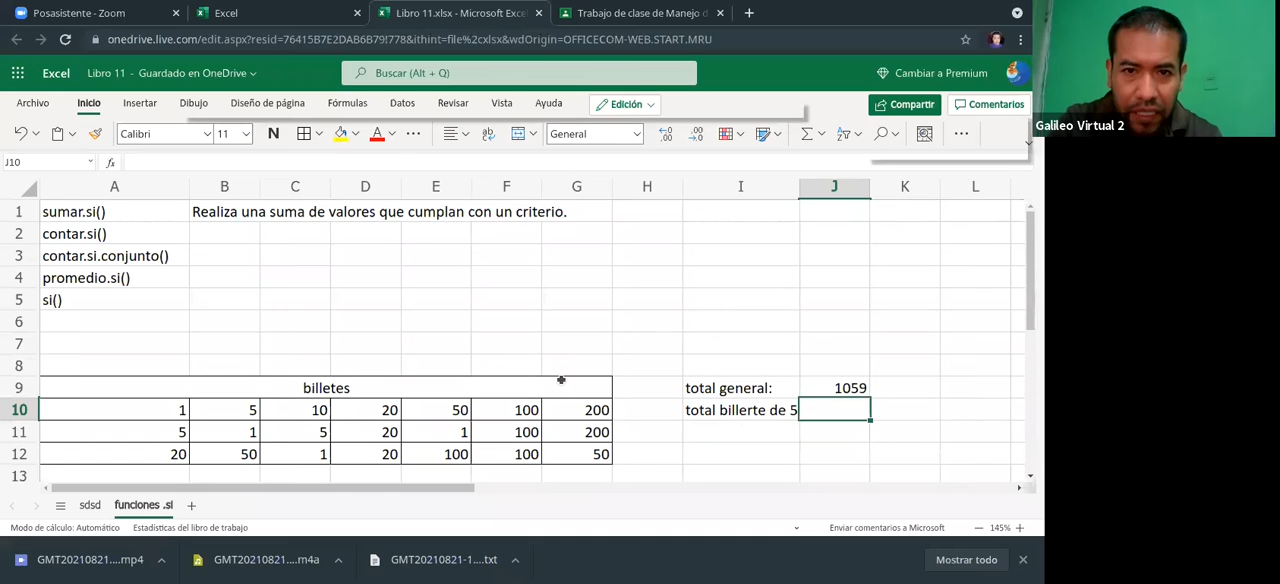 Posasistente - Zoom
Excel
Libro 11.xlsx - Microsoft Exce
Trabajo de clase de Manejo d
onedrive.live.com/edit.aspx?resid=76415B7E2DAB6B79!778&ithint=file%2cxlsx&wdOrigin=OFFICECOM-WEB.START.MRU
Excel Libro 11 - Guardado en OneDrive
Buscar (Alt + Q)
Cambiar a Premium
Archivo Inicio Insertar Dibujo Diseño de página Fórmulas Datos Revisar Vista Ayuda Edición Compartir Comentarios
Calibri 11 N A General
J10 fx
A B C D E F G H I J K L
1 sumar.si() Realiza una suma de valores que cumplan con un criterio.
2 contar.si()
3 contar.si.conjunto()
4 promedio.si()
5 si()
6
7
8
9 billetes total general: 1059
10 1 5 10 20 50 100 200 total billerte de 5
11 5 1 5 20 1 100 200
12 20 50 1 20 100 100 50
13
sdsd funciones .si
Modo de cálculo: Automático Estadísticas del libro de trabajo Enviar comentarios a Microsoft 145%
GMT20210821....mp4
GMT20210821....m4a
GMT20210821-1....txt
Mostrar todo
Galileo Virtual 2